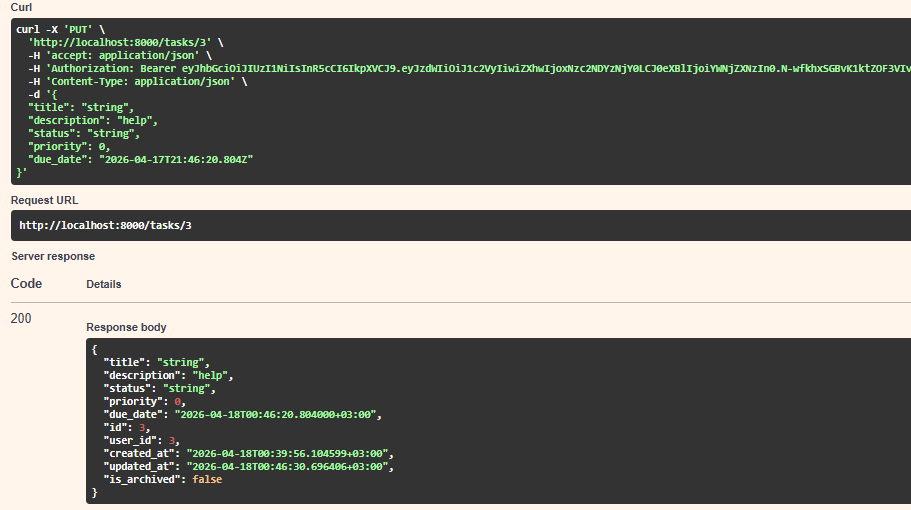 Curl
curl -X 'PUT' \
  'http://localhost:8000/tasks/3' \
  -H 'accept: application/json' \
  -H 'Authorization: Bearer eyJhbGciOiJIUzI1NiIsInR5cCI6IkpXVCJ9.eyJzdWIiOiJ1c2VyIiwiZXhwIjoxNzc2NDYzNjY0LCJ0eXBlIjoiYWNjZXNzIn0.N-wfkhxSGBvK1ktZOF3VIv
  -H 'Content-Type: application/json' \
  -d '{
  "title": "string",
  "description": "help",
  "status": "string",
  "priority": 0,
  "due_date": "2026-04-17T21:46:20.804Z"
}'
Request URL
http://localhost:8000/tasks/3
Server response
Code Details
200
Response body
{
  "title": "string",
  "description": "help",
  "status": "string",
  "priority": 0,
  "due_date": "2026-04-18T00:46:20.804000+03:00",
  "id": 3,
  "user_id": 3,
  "created_at": "2026-04-18T00:39:56.104599+03:00",
  "updated_at": "2026-04-18T00:46:30.696406+03:00",
  "is_archived": false
}